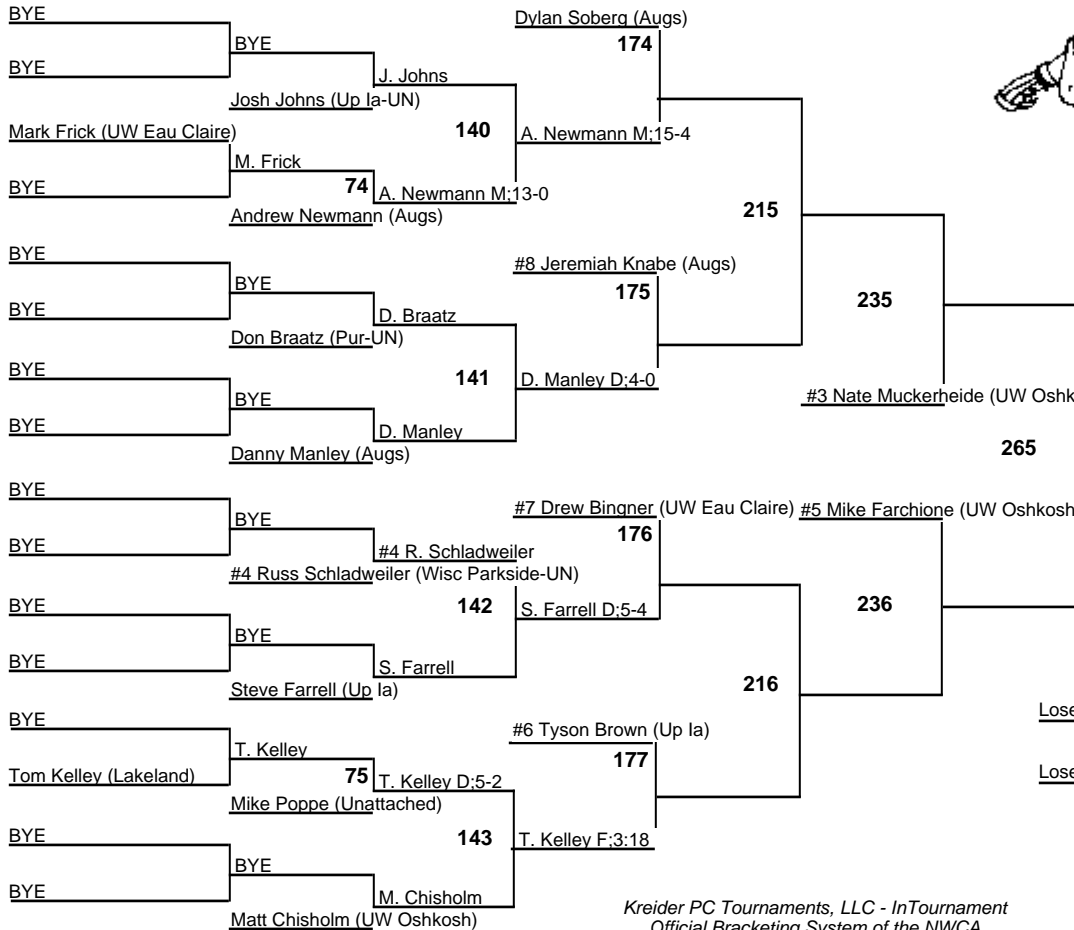 BYE
Dylan Soberg (Augs)
BYE
174
BYE
J. Johns
Josh Johns (Up Ia-UN)
Mark Frick (UW Eau Claire)
140
A. Newmann M;15-4
M. Frick
74
A. Newmann M;13-0
BYE
Andrew Newmann (Augs)
215
BYE
#8 Jeremiah Knabe (Augs)
BYE
175
235
BYE
D. Braatz
Don Braatz (Pur-UN)
BYE
141
D. Manley D;4-0
#3 Nate Muckerheide (UW Oshk
BYE
BYE
D. Manley
265
Danny Manley (Augs)
BYE
#7 Drew Bingner (UW Eau Claire)
#5 Mike Farchione (UW Oshkosh
BYE
176
BYE
#4 R. Schladweiler
#4 Russ Schladweiler (Wisc Parkside-UN)
142
236
BYE
S. Farrell D;5-4
BYE
BYE
S. Farrell
Steve Farrell (Up Ia)
216
Lose
BYE
#6 Tyson Brown (Up Ia)
T. Kelley
177
Tom Kelley (Lakeland)
75
T. Kelley D;5-2
Lose
Mike Poppe (Unattached)
BYE
143
T. Kelley F;3:18
BYE
BYE
M. Chisholm
Matt Chisholm (UW Oshkosh)
Kreider PC Tournaments, LLC - InTournament
Official Bracketing System of the NWCA